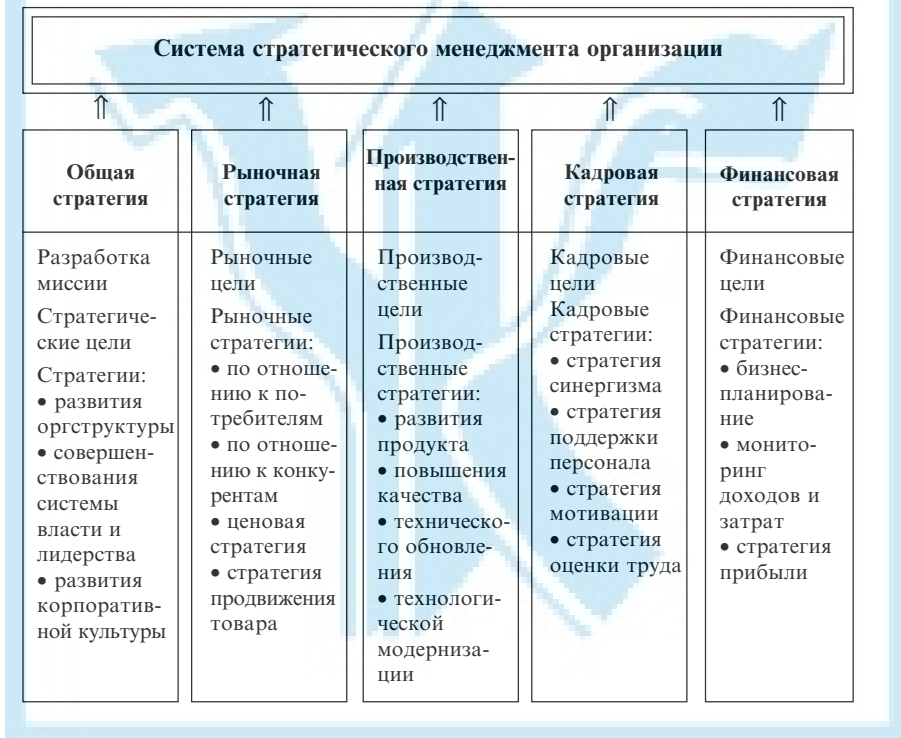 Система стратегического менеджмента организации
⇑ ⇑ ⇑ ⇑ ⇑
Общая
стратегия
Разработка
миссии
Стратегиче-
ские цели
Стратегии:
• развития
оргструктуры
• совершен-
ствования
системы
власти и
лидерства
• развития
корпоратив-
ной культуры
Рыночная
стратегия
Рыночные
цели
Рыночные
стратегии:
• по отноше-
нию к по-
требителям
• по отноше-
нию к конку-
рентам
• ценовая
стратегия
• стратегия
продвижения
товара
Производствен-
ная стратегия
Производ-
ственные
цели
Производ-
ственные
стратегии:
• развития
продукта
• повышения
качества
• техническо-
го обновле-
ния
• технологи-
ческой
модерниза-
ции
Кадровая
стратегия
Кадровые
цели
Кадровые
стратегии:
• стратегия
синергизма
• стратегия
поддержки
персонала
• стратегия
мотивации
• стратегия
оценки труда
Финансовая
стратегия
Финансовые
цели
Финансовые
стратегии:
• бизнес-
планирова-
ние
• монито-
ринг
доходов и
затрат
• стратегия
прибыли